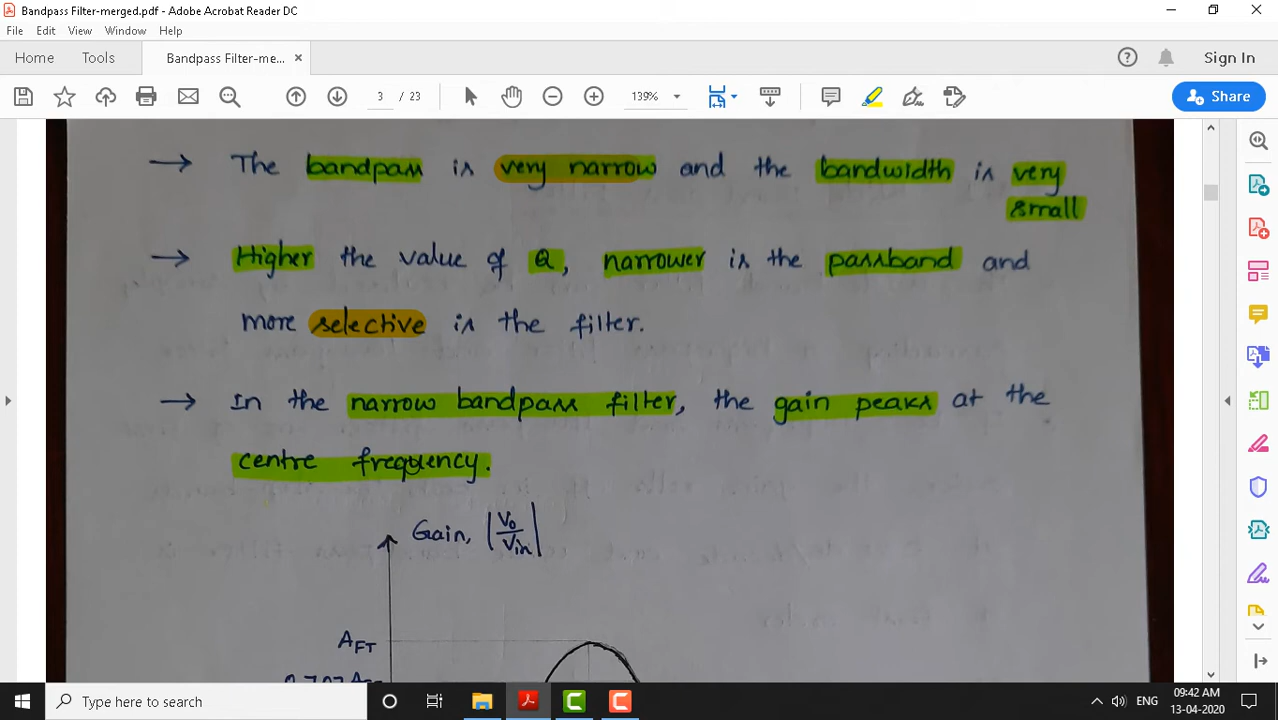 Bandpass Filter-merged.pdf - Adobe Acrobat Reader DC
File Edit View Window Help
Home Tools Bandpass Filter-me... ×
? Sign In
3 / 23 139% Share
→ The bandpass is very narrow and the bandwidth is very
small
→ Higher the value of Q, narrower is the passband and
more selective is the filter.
→ In the narrow bandpass filter, the gain peaks at the
centre frequency.
Gain, |Vo/Vin|
AFT
Type here to search
ENG
09:42 AM
13-04-2020